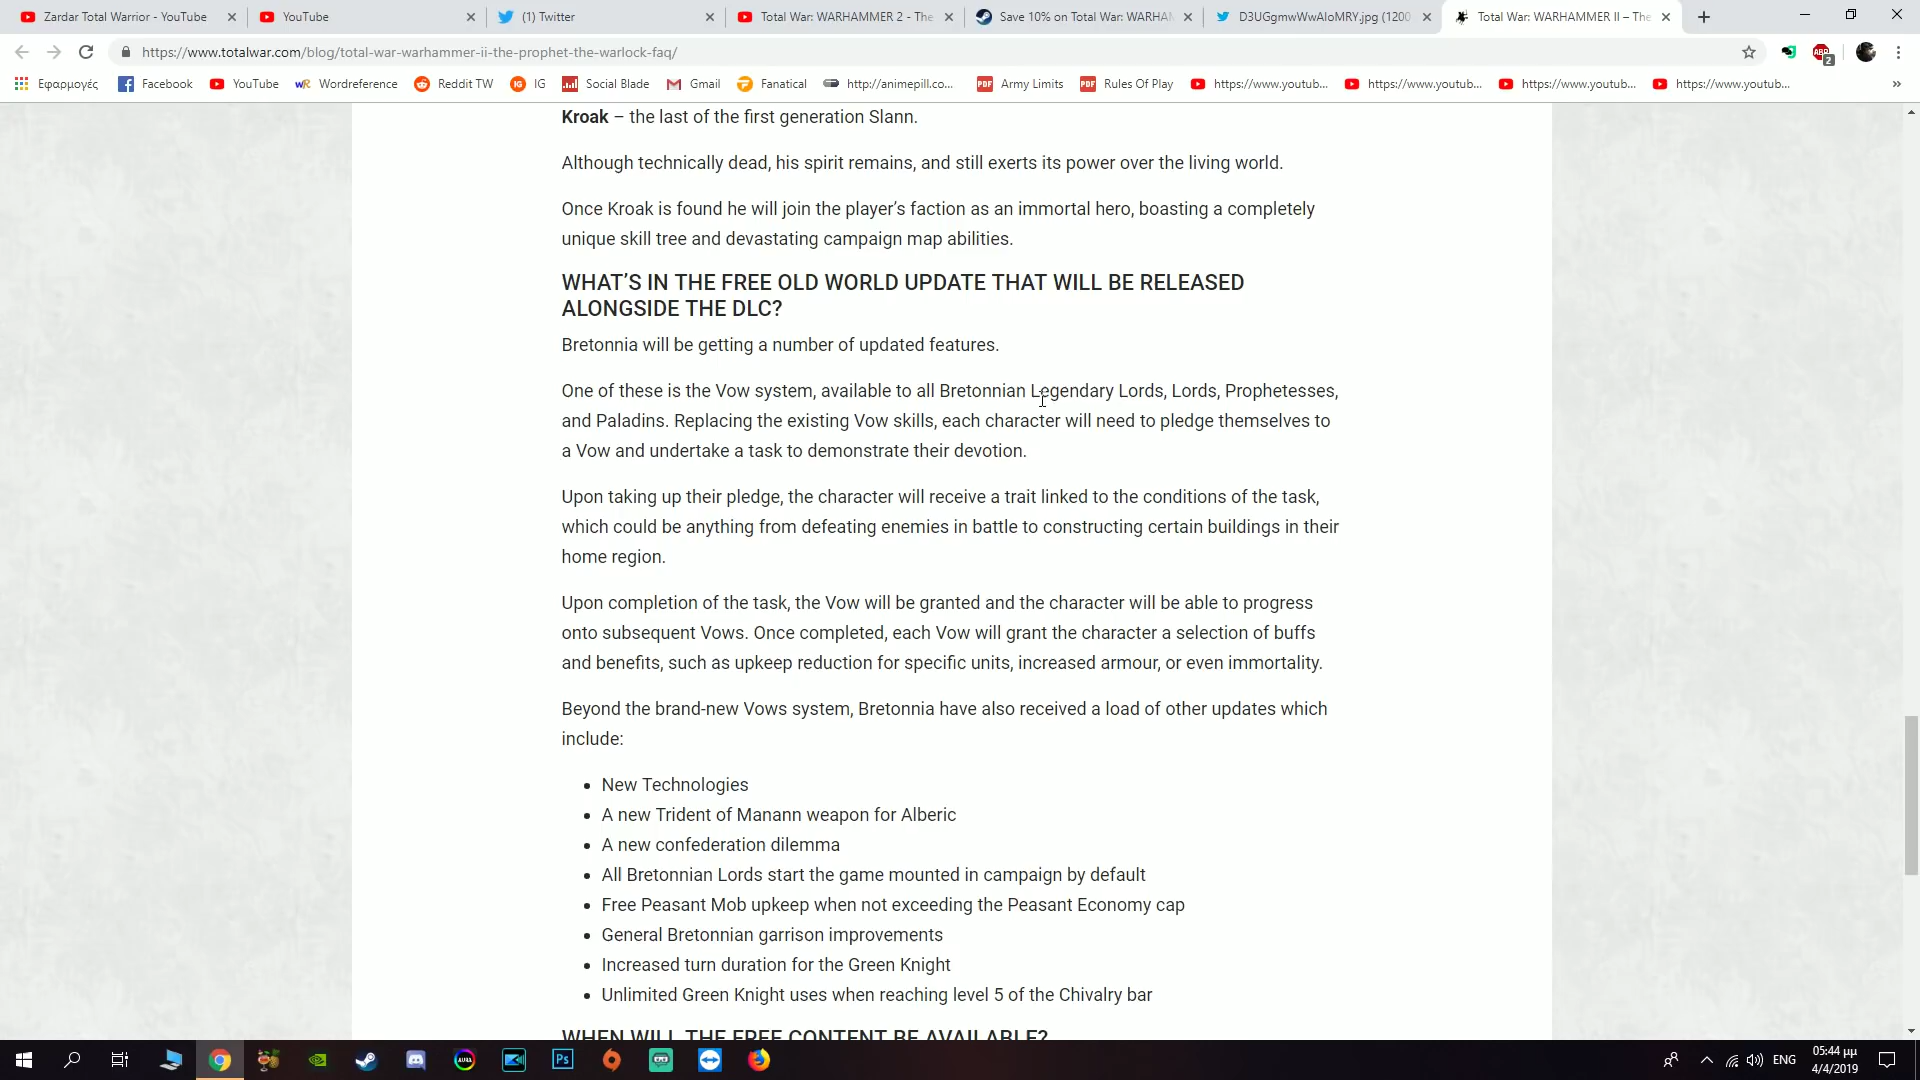 Zardar Total Warrior - YouTube
YouTube
(1) Twitter
Total War: WARHAMMER 2 - The
Save 10% on Total War: WARHAM
D3UGgmwWwAIoMRY.jpg (1200
Total War: WARHAMMER II – The
https://www.totalwar.com/blog/total-war-warhammer-ii-the-prophet-the-warlock-faq/
ABP
2
Εφαρμογές
Facebook
YouTube
Wordreference
Reddit TW
IG
Social Blade
Gmail
Fanatical
http://animepill.co...
Army Limits
Rules Of Play
https://www.youtub...
https://www.youtub...
https://www.youtub...
https://www.youtub...
Kroak – the last of the first generation Slann.
Although technically dead, his spirit remains, and still exerts its power over the living world.
Once Kroak is found he will join the player’s faction as an immortal hero, boasting a completely
unique skill tree and devastating campaign map abilities.
WHAT’S IN THE FREE OLD WORLD UPDATE THAT WILL BE RELEASED
ALONGSIDE THE DLC?
Bretonnia will be getting a number of updated features.
One of these is the Vow system, available to all Bretonnian Legendary Lords, Lords, Prophetesses,
and Paladins. Replacing the existing Vow skills, each character will need to pledge themselves to
a Vow and undertake a task to demonstrate their devotion.
Upon taking up their pledge, the character will receive a trait linked to the conditions of the task,
which could be anything from defeating enemies in battle to constructing certain buildings in their
home region.
Upon completion of the task, the Vow will be granted and the character will be able to progress
onto subsequent Vows. Once completed, each Vow will grant the character a selection of buffs
and benefits, such as upkeep reduction for specific units, increased armour, or even immortality.
Beyond the brand-new Vows system, Bretonnia have also received a load of other updates which
include:
• New Technologies
• A new Trident of Manann weapon for Alberic
• A new confederation dilemma
• All Bretonnian Lords start the game mounted in campaign by default
• Free Peasant Mob upkeep when not exceeding the Peasant Economy cap
• General Bretonnian garrison improvements
• Increased turn duration for the Green Knight
• Unlimited Green Knight uses when reaching level 5 of the Chivalry bar
WHEN WILL THE FREE CONTENT BE AVAILABLE?
AURA
Ps
ENG
05:44 μμ
4/4/2019